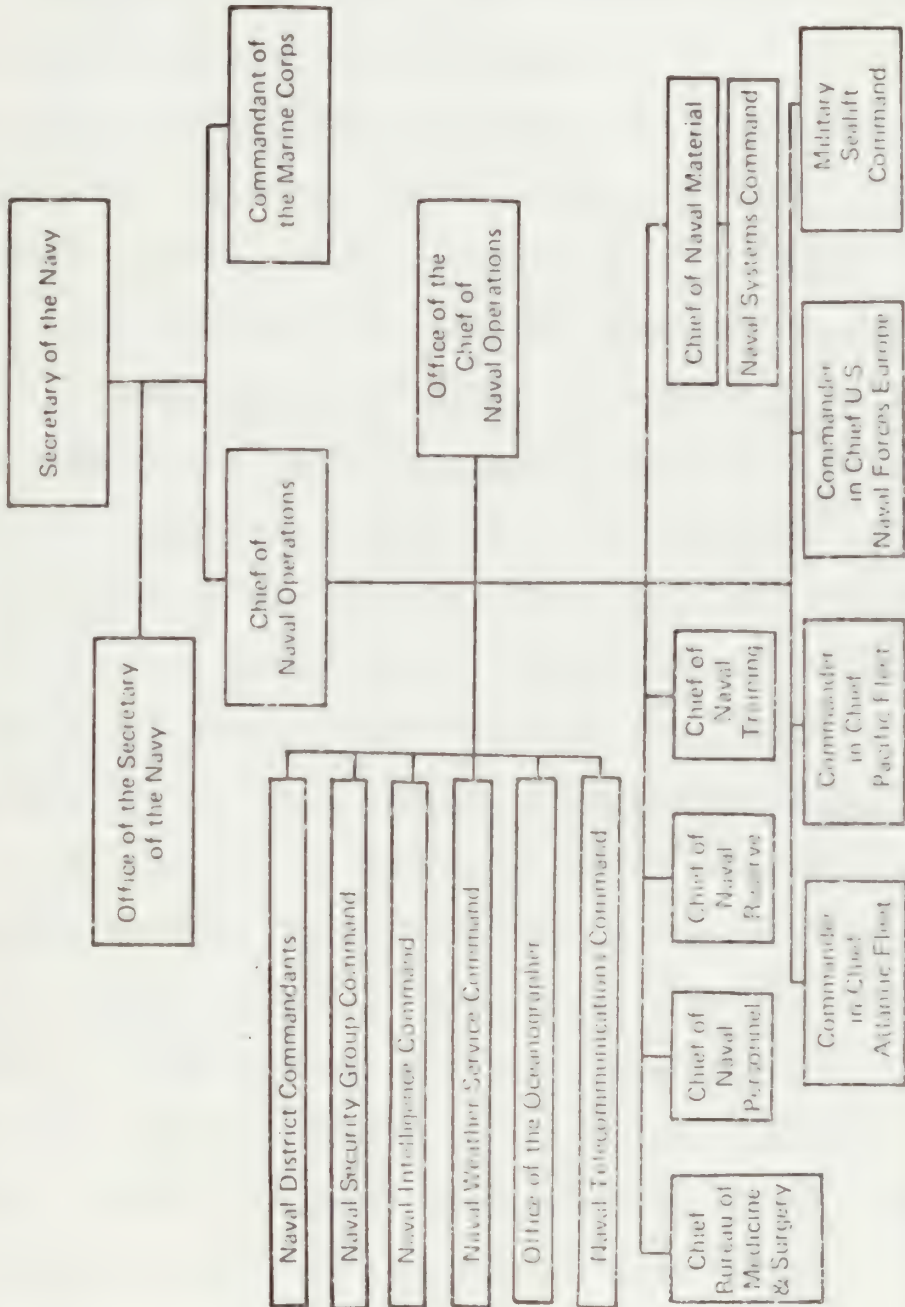 Secretary of the Navy
Office of the Secretary
of the Navy
Chief of
Naval Operations
Commandant of
the Marine Corps
Office of the
Chief of
Naval Operations
Naval District Commandants
Naval Security Group Command
Naval Intelligence Command
Naval Weather Service Command
Office of the Oceanographer
Naval Telecommunications Command
Chief
Bureau of
Medicine
& Surgery
Chief of
Naval
Personnel
Chief of
Naval
Reserve
Chief of
Naval
Training
Chief of Naval Material
Naval Systems Command
Commander
in Chief
Atlantic Fleet
Commander
in Chief
Pacific Fleet
Commander
in Chief U.S.
Naval Forces Europe
Military
Sealift
Command